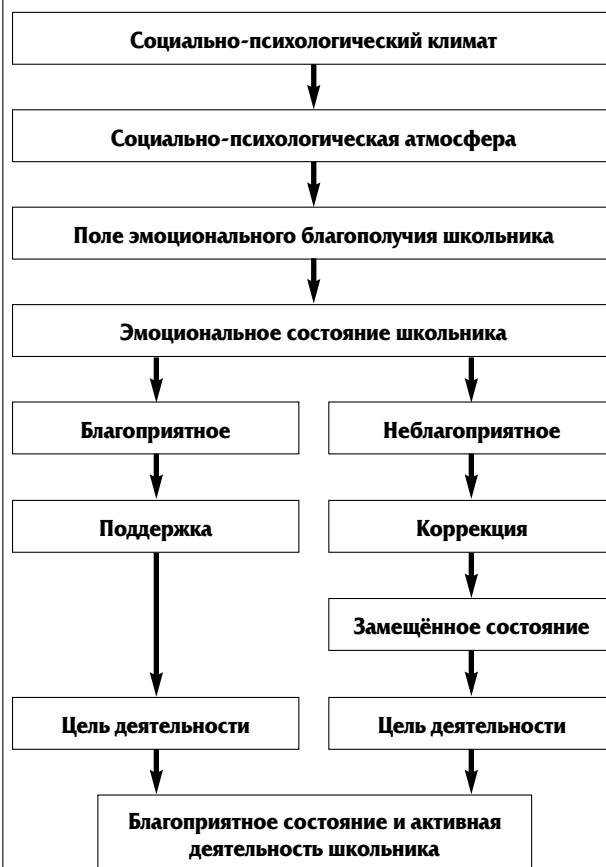 Социально-психологический климат
Социально-психологическая атмосфера
Поле эмоционального благополучия школьника
Эмоциональное состояние школьника
Благоприятное
Неблагоприятное
Поддержка
Коррекция
Замещённое состояние
Цель деятельности
Цель деятельности
Благоприятное состояние и активная
деятельность школьника